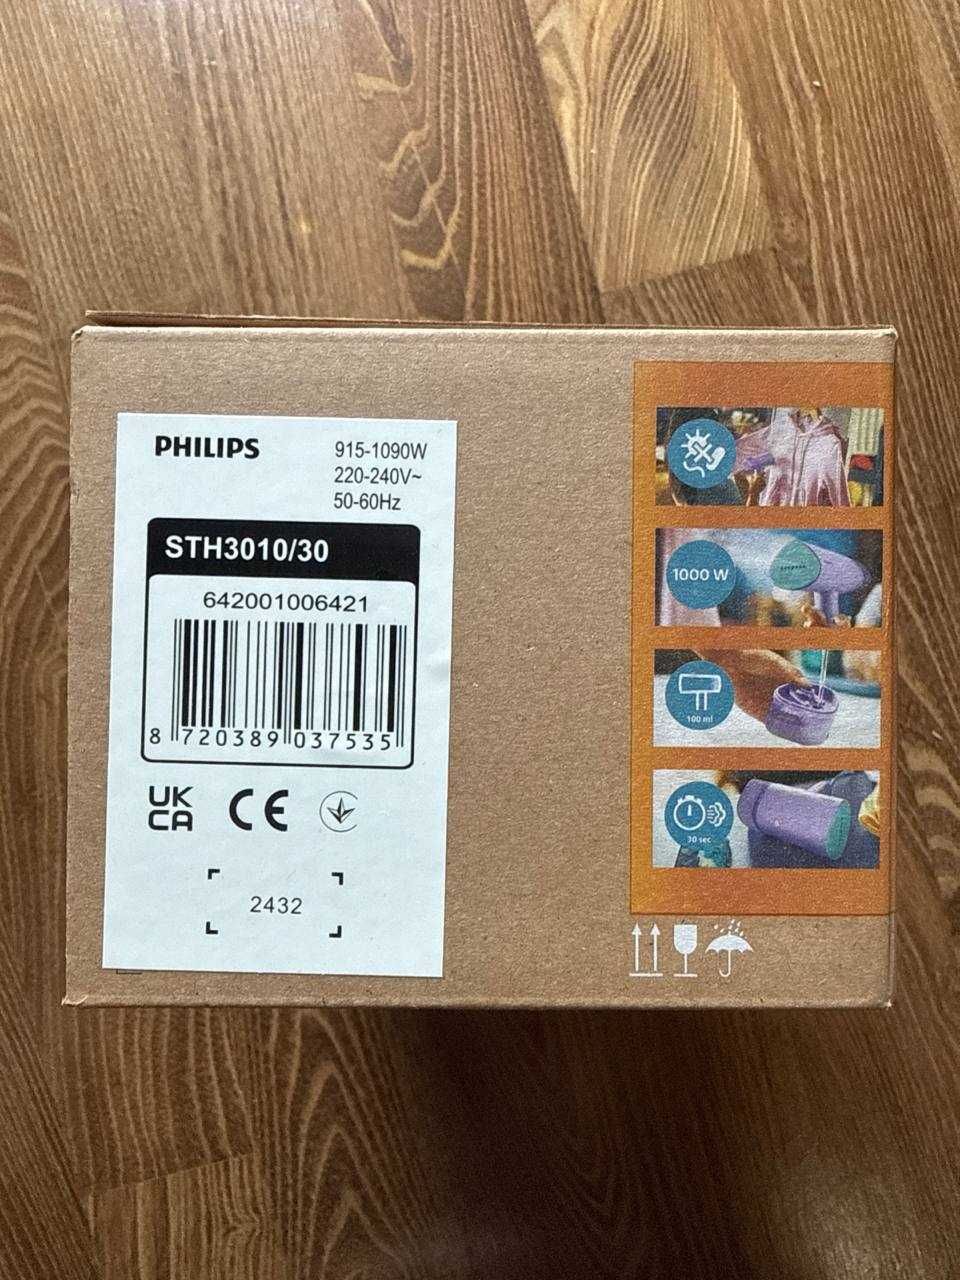 PHILIPS
915-1090W
220-240V~
50-60Hz
STH3010/30
642001006421
8 720389 037535
UK
CA
CE
2432
1000 W
100 ml
30 sec